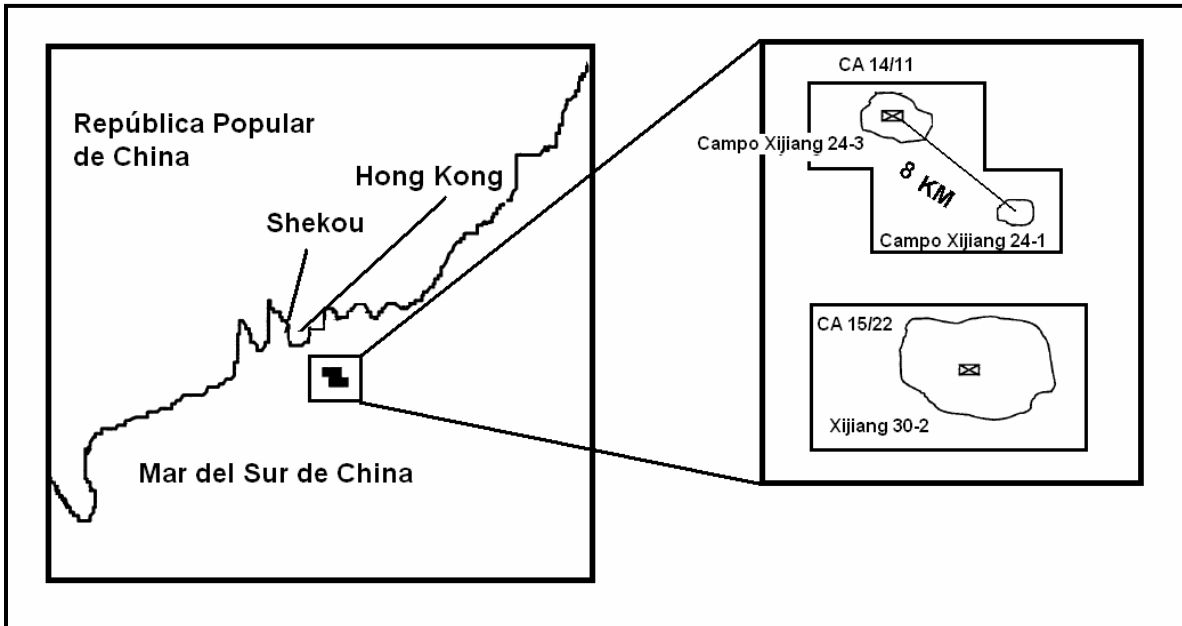 República Popular
de China
Hong Kong
Shekou
Mar del Sur de China
CA 14/11
Campo Xijiang 24-3
8 KM
Campo Xijiang 24-1
CA 15/22
Xijiang 30-2